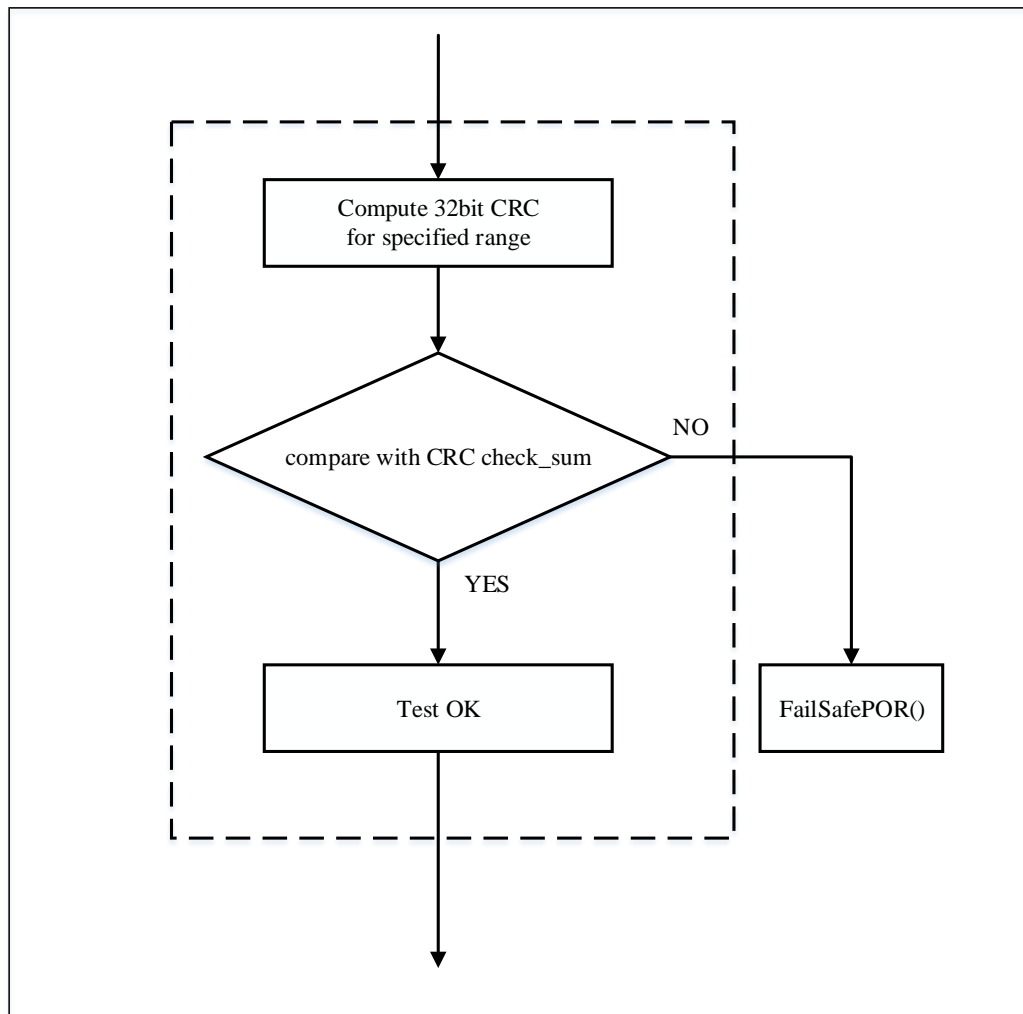 Compute 32bit CRC
for specified range
compare with CRC check_sum
NO
YES
Test OK
FailSafePOR()